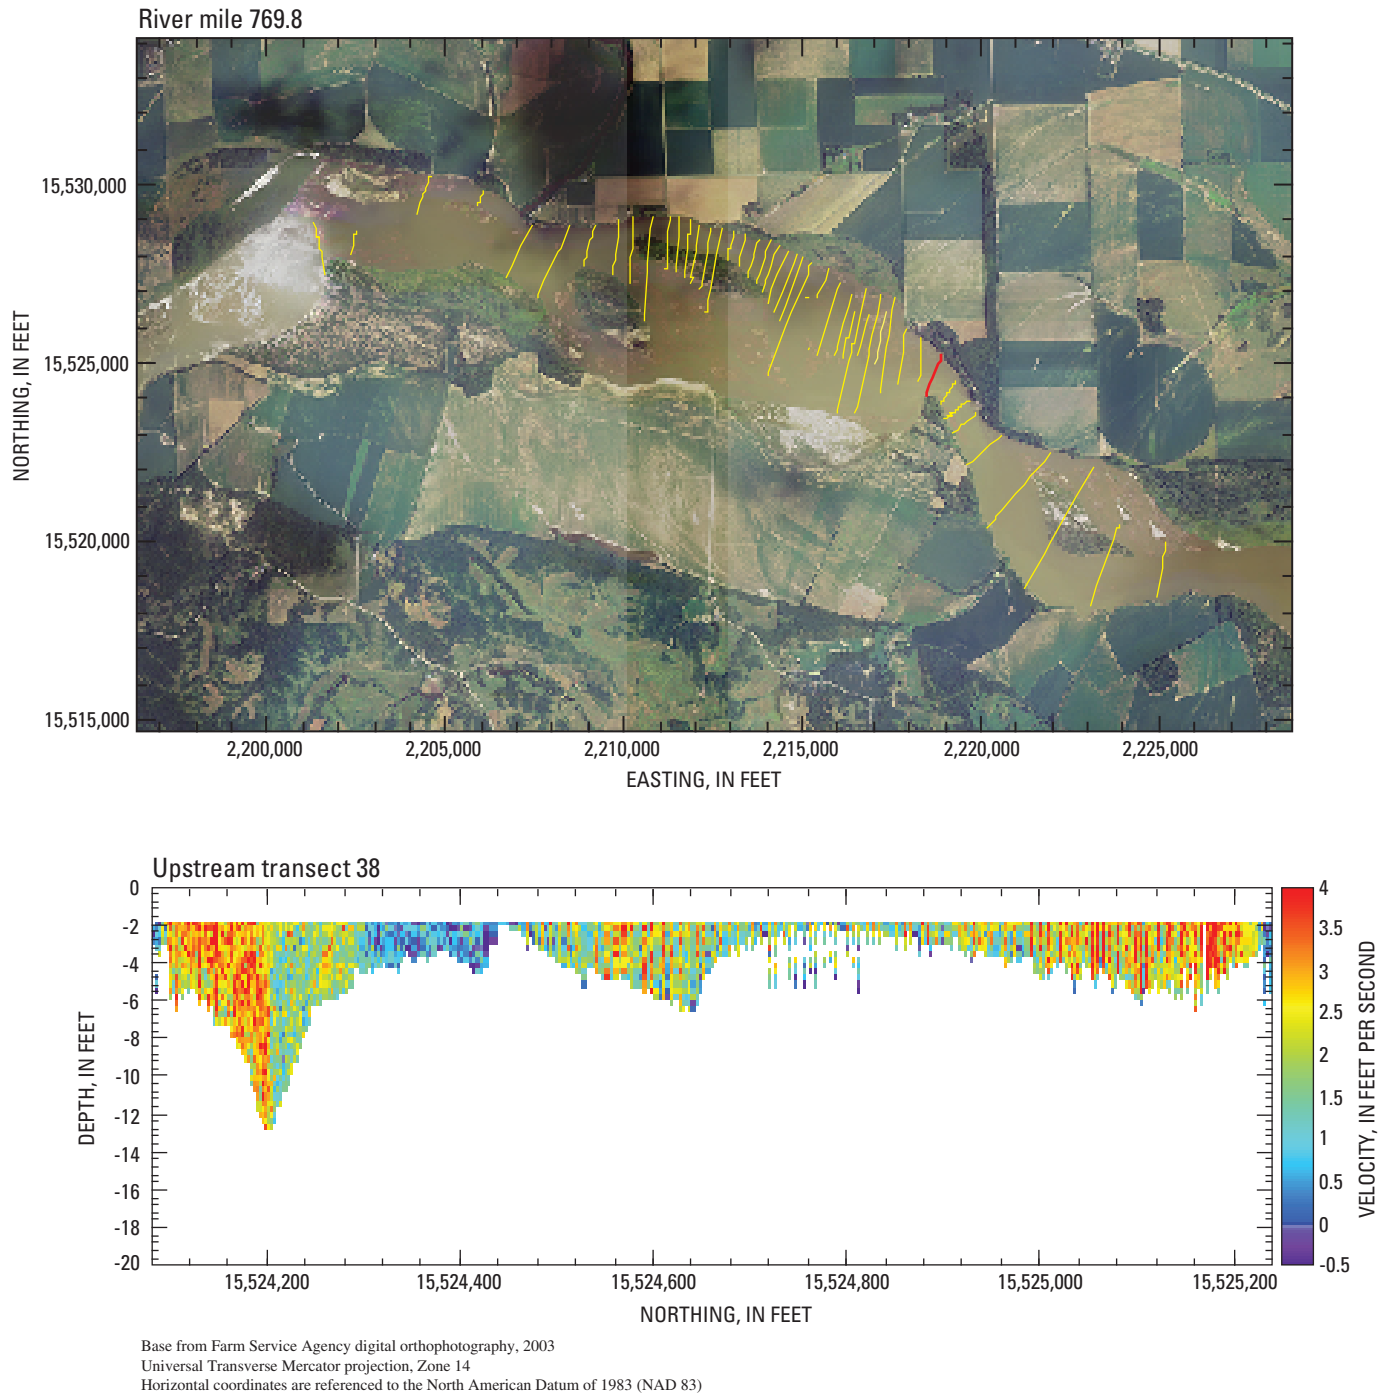 River mile 769.8
15,530,000
15,525,000
15,520,000
15,515,000
NORTHING, IN FEET
2,200,000 2,205,000 2,210,000 2,215,000 2,220,000 2,225,000
EASTING, IN FEET
Upstream transect 38
0
-2
-4
-6
-8
-10
-12
-14
-16
-18
-20
DEPTH, IN FEET
15,524,200 15,524,400 15,524,600 15,524,800 15,525,000 15,525,200
NORTHING, IN FEET
4
3.5
3
2.5
2
1.5
1
0.5
0
-0.5
VELOCITY, IN FEET PER SECOND
Base from Farm Service Agency digital orthophotography, 2003
Universal Transverse Mercator projection, Zone 14
Horizontal coordinates are referenced to the North American Datum of 1983 (NAD 83)